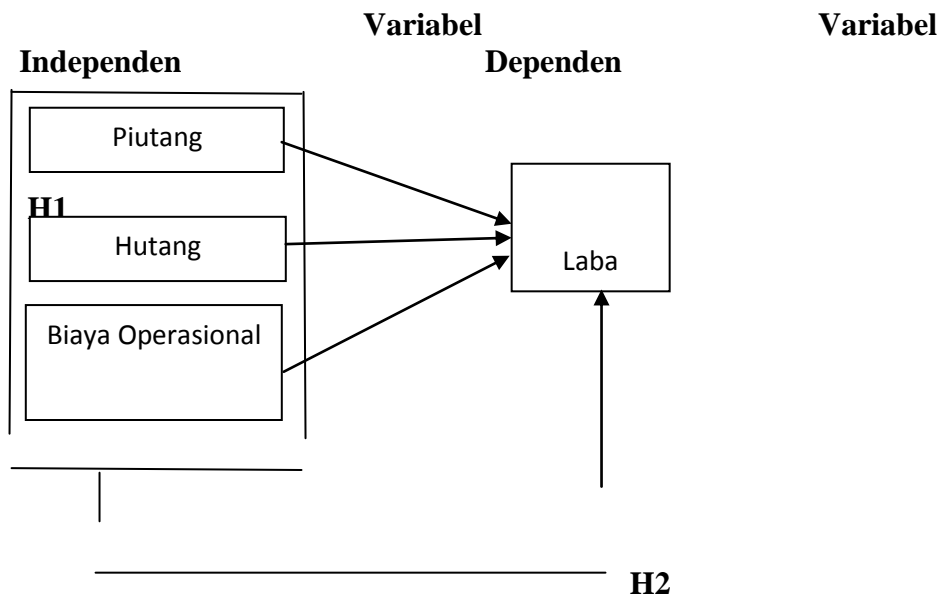 Variabel Variabel
Independen Dependen
Piutang
H1
Hutang
Laba
Biaya Operasional
H2